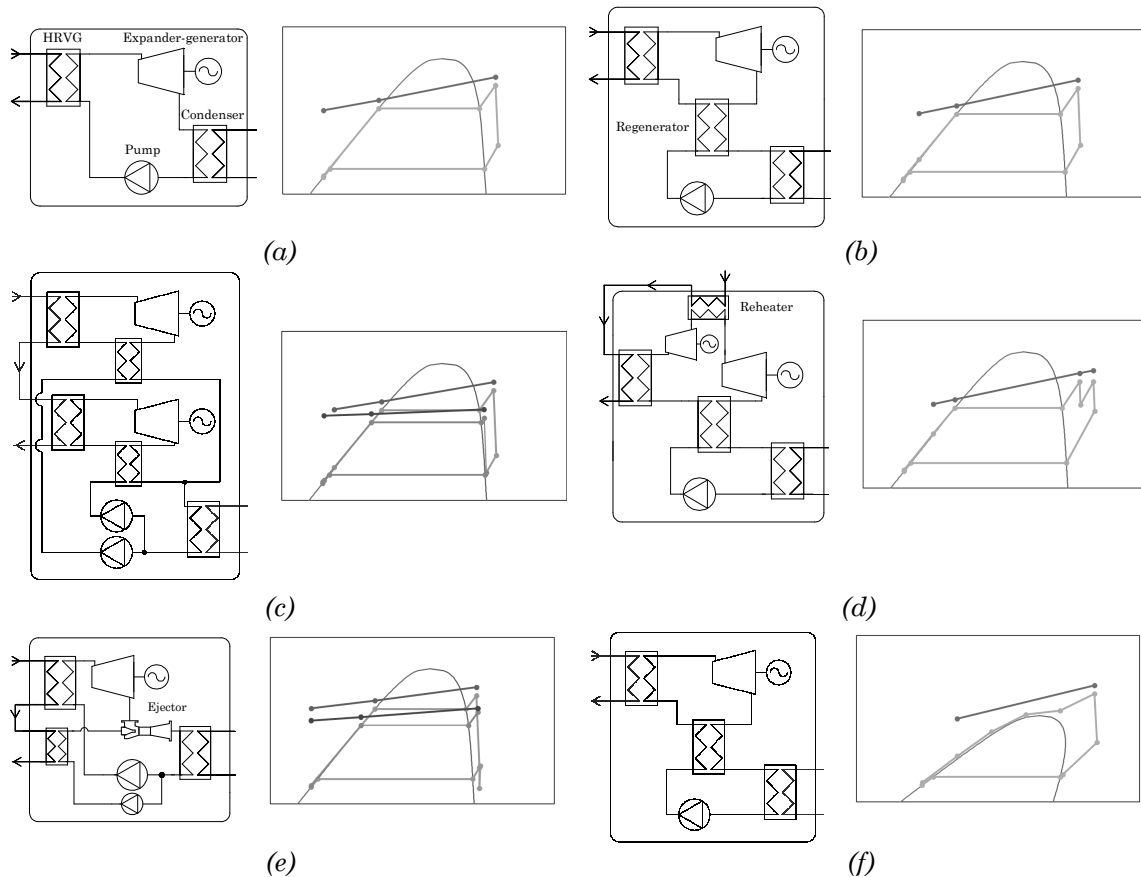 HRVG
Expander-generator
Condenser
Pump
(a)
Regenerator
(b)
(c)
Reheater
(d)
Ejector
(e)
(f)